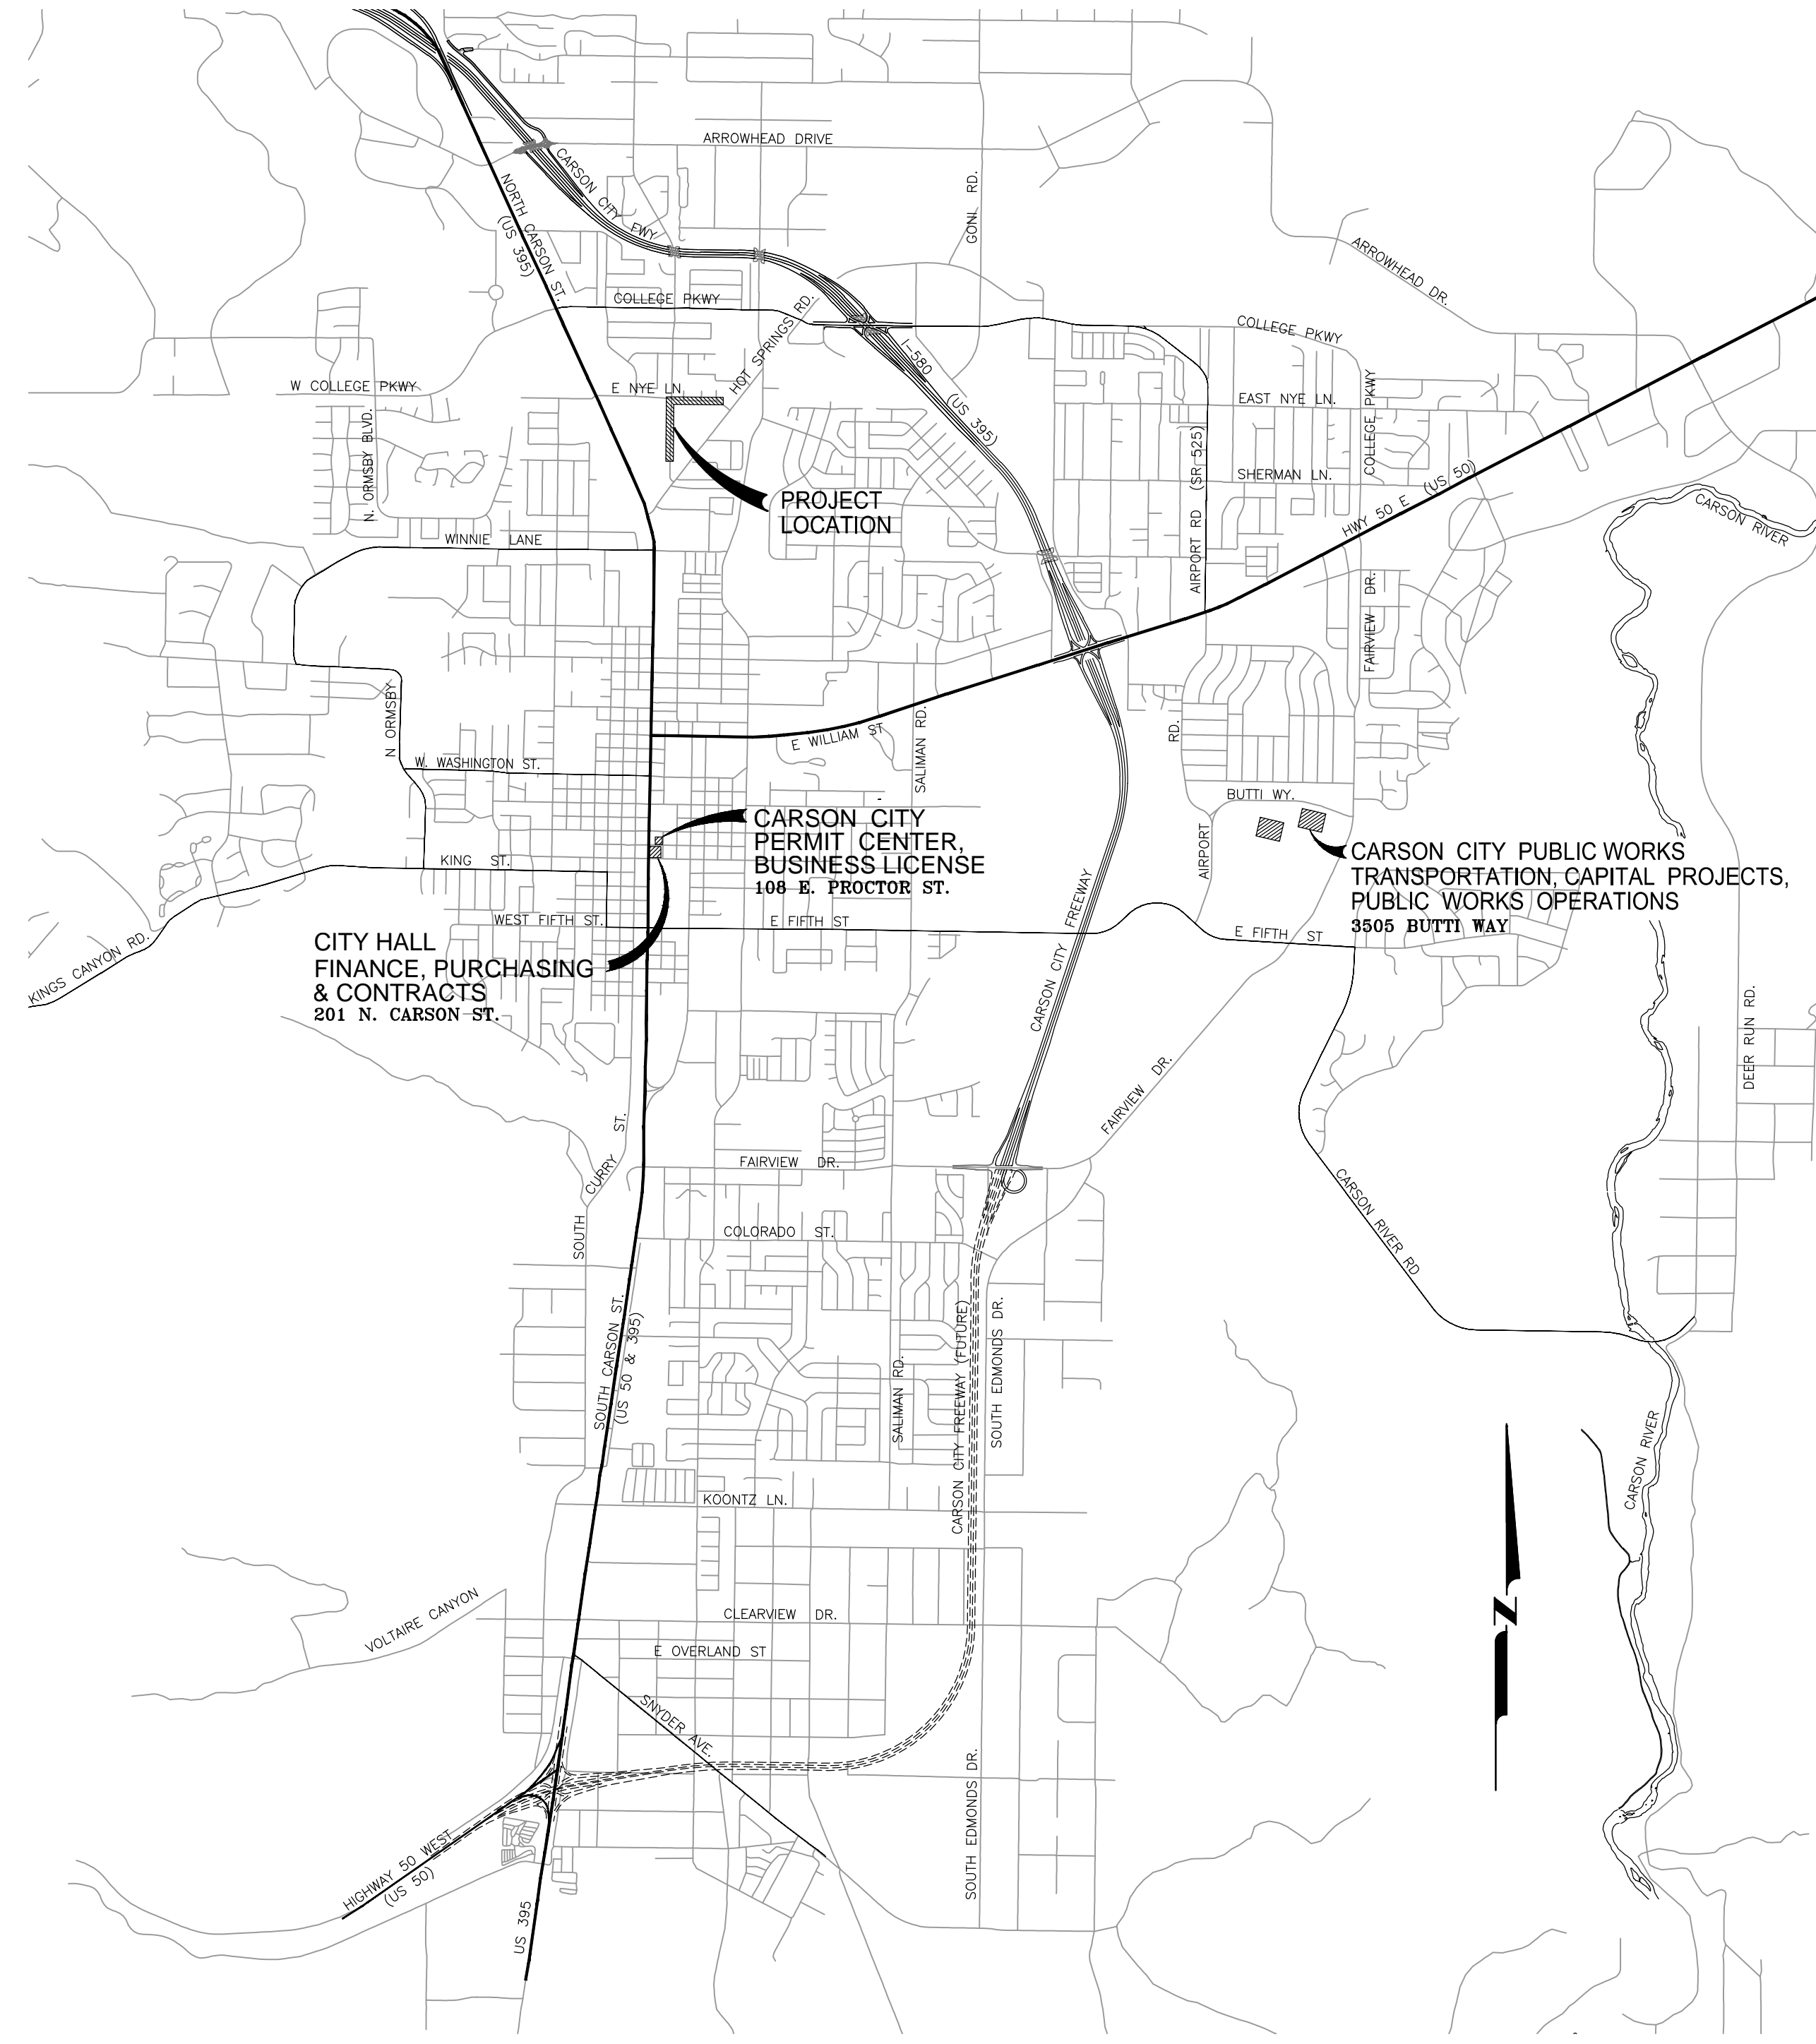 ARROWHEAD DRIVE
CARSON CITY FWY
NORTH CARSON ST.
(US 395)
GONI RD.
ARROWHEAD DR.
COLLEGE PKWY
HOT SPRINGS RD.
I-580
(US 395)
COLLEGE PKWY
W COLLEGE PKWY
E NYE LN.
EAST NYE LN.
COLLEGE PKWY
N. ORMSBY BLVD.
AIRPORT RD (SR 525)
SHERMAN LN.
HWY 50 E (US 50)
CARSON RIVER
PROJECT
LOCATION
WINNIE LANE
FAIRVIEW DR.
N ORMSBY
E WILLIAM ST
SALIMAN RD.
RD.
AIRPORT
W. WASHINGTON ST.
BUTTI WY.
CARSON CITY
PERMIT CENTER,
BUSINESS LICENSE
108 E. PROCTOR ST.
CARSON CITY PUBLIC WORKS
TRANSPORTATION, CAPITAL PROJECTS,
PUBLIC WORKS OPERATIONS
3505 BUTTI WAY
KING ST.
WEST FIFTH ST.
E FIFTH ST
E FIFTH ST
CITY HALL
FINANCE, PURCHASING
& CONTRACTS
201 N. CARSON ST.
KINGS CANYON RD.
CARSON CITY FREEWAY
DEER RUN RD.
FAIRVIEW DR.
SOUTH CURRY ST.
FAIRVIEW DR.
COLORADO ST.
CARSON RIVER RD
SOUTH CARSON ST.
(US 50 & 395)
SALIMAN RD.
CARSON CITY FREEWAY (FUTURE)
SOUTH EDMONDS DR.
CARSON RIVER
KOONTZ LN.
VOLTAIRE CANYON
CLEARVIEW DR.
E OVERLAND ST
N
SNYDER AVE.
SOUTH EDMONDS DR.
HIGHWAY 50 WEST
(US 50)
US 395